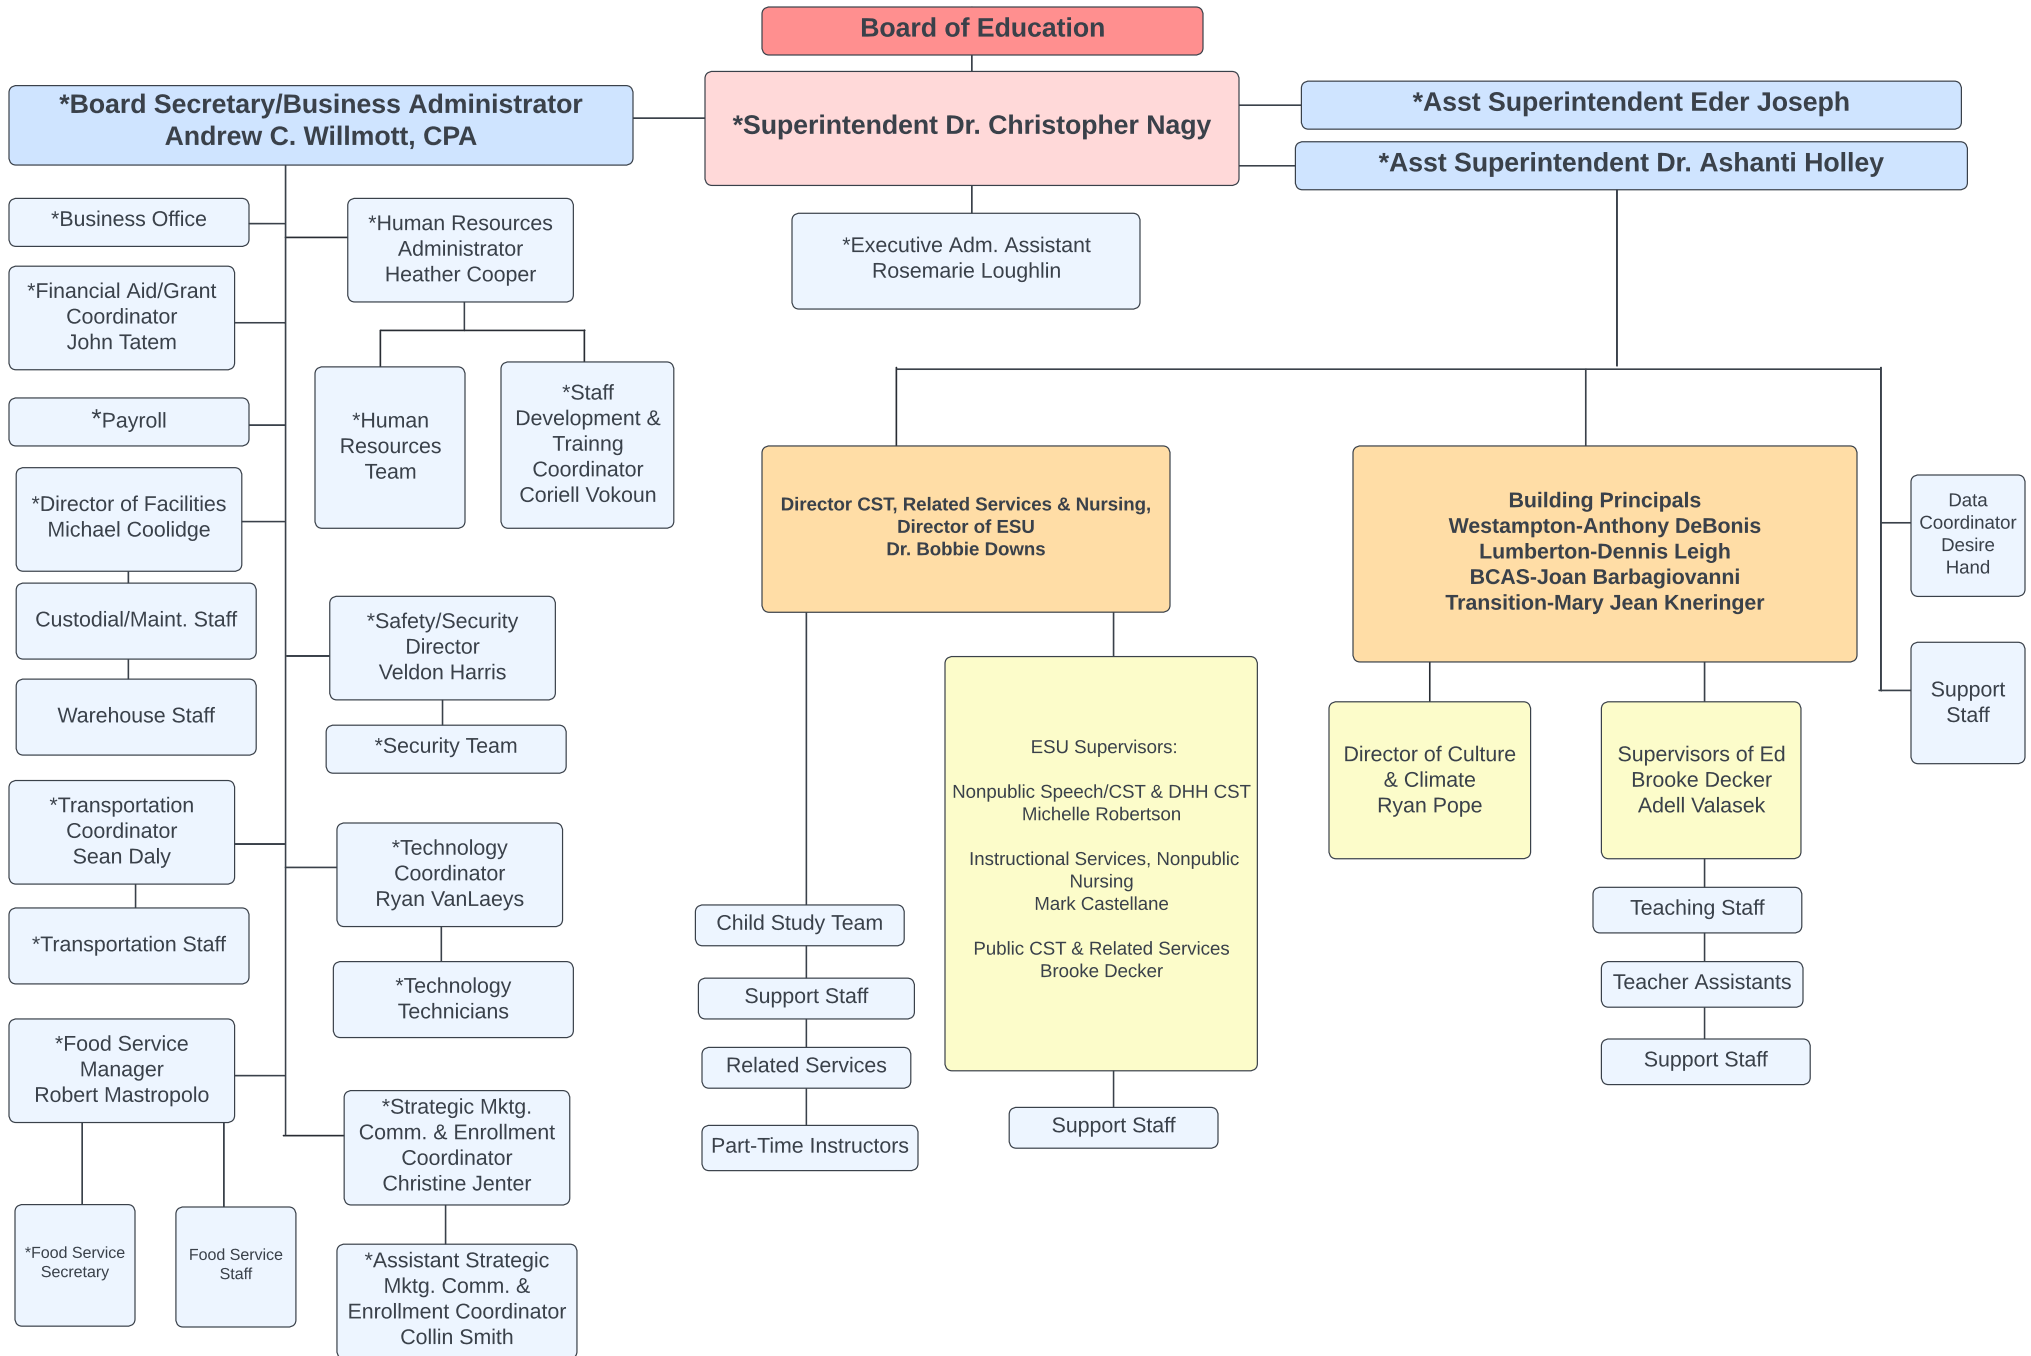 Board of Education
*Board Secretary/Business Administrator
Andrew C. Willmott, CPA
*Superintendent Dr. Christopher Nagy
*Asst Superintendent Eder Joseph
*Asst Superintendent Dr. Ashanti Holley
*Executive Adm. Assistant
Rosemarie Loughlin
*Business Office
*Human Resources
Administrator
Heather Cooper
*Financial Aid/Grant
Coordinator
John Tatem
*Human
Resources
Team
*Staff
Development &
Trainng
Coordinator
Coriell Vokoun
*Payroll
*Director of Facilities
Michael Coolidge
Custodial/Maint. Staff
Warehouse Staff
*Safety/Security
Director
Veldon Harris
*Security Team
*Transportation
Coordinator
Sean Daly
*Transportation Staff
*Technology
Coordinator
Ryan VanLaeys
*Technology
Technicians
*Food Service
Manager
Robert Mastropolo
*Food Service
Secretary
Food Service
Staff
*Strategic Mktg.
Comm. & Enrollment
Coordinator
Christine Jenter
*Assistant Strategic
Mktg. Comm. &
Enrollment Coordinator
Collin Smith
Director CST, Related Services & Nursing,
Director of ESU
Dr. Bobbie Downs
Child Study Team
Support Staff
Related Services
Part-Time Instructors
ESU Supervisors:
Nonpublic Speech/CST & DHH CST
Michelle Robertson
Instructional Services, Nonpublic
Nursing
Mark Castellane
Public CST & Related Services
Brooke Decker
Support Staff
Building Principals
Westampton-Anthony DeBonis
Lumberton-Dennis Leigh
BCAS-Joan Barbagiovanni
Transition-Mary Jean Kneringer
Director of Culture
& Climate
Ryan Pope
Supervisors of Ed
Brooke Decker
Adell Valasek
Teaching Staff
Teacher Assistants
Support Staff
Data
Coordinator
Desire
Hand
Support
Staff